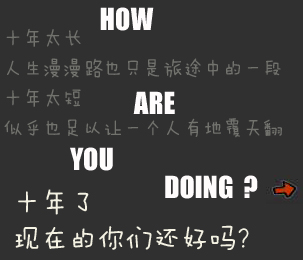 HOW
十年太长
人生漫漫路也只是旅途中的一段
十年太短
ARE
似乎也足以让一个人有地覆天翻
YOU
DOING ?
十年了
现在的你们还好吗?